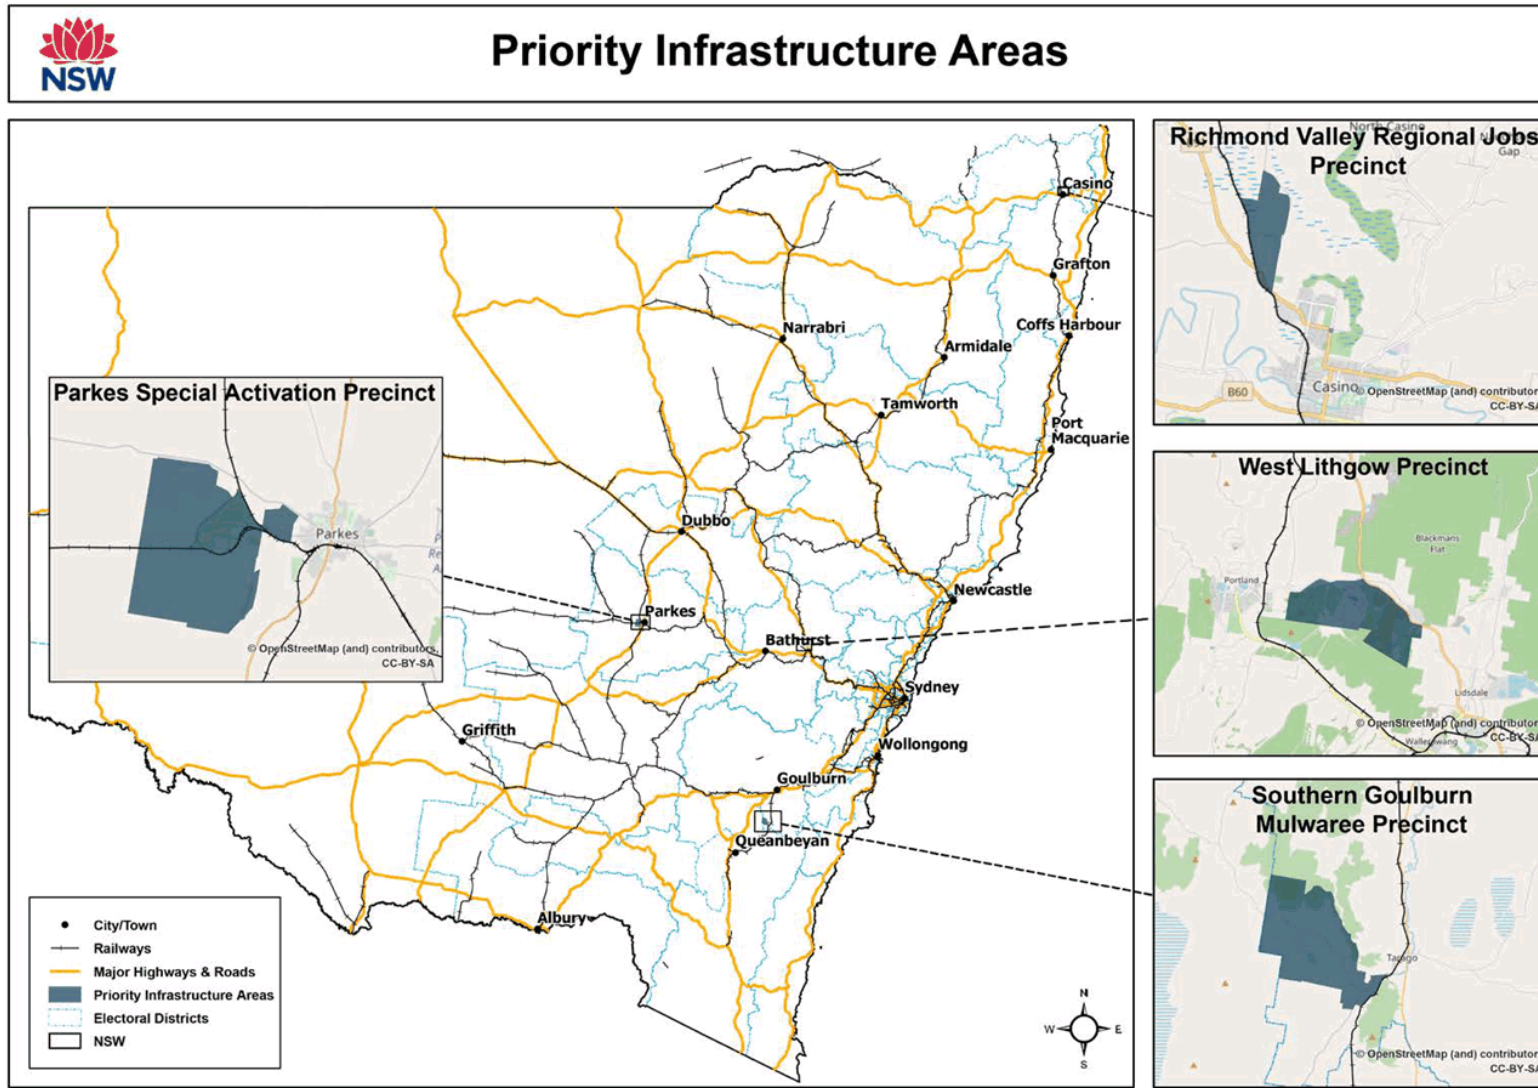 NSW
Priority Infrastructure Areas
Casino
Grafton
Coffs Harbour
Narrabri
Armidale
Tamworth
Port
Macquarie
Dubbo
Newcastle
Parkes
Bathurst
Sydney
Griffith
Wollongong
Goulburn
Queanbeyan
Albury
Parkes Special Activation Precinct
Parkes
© OpenStreetMap (and) contributors,
CC-BY-SA
City/Town
Railways
Major Highways & Roads
Priority Infrastructure Areas
Electoral Districts
NSW
N
W
E
S
North Casino
Richmond Valley Regional Jobs
Gap
Precinct
B60
Casino
© OpenStreetMap (and) contributor
CC-BY-SA
West Lithgow Precinct
Blackmans
Flat
Portland
Lidsdale
© OpenStreetMap (and) contributor
CC-BY-SA
Southern Goulburn
Mulwaree Precinct
Tarago
© OpenStreetMap (and) contributor
CC-BY-SA